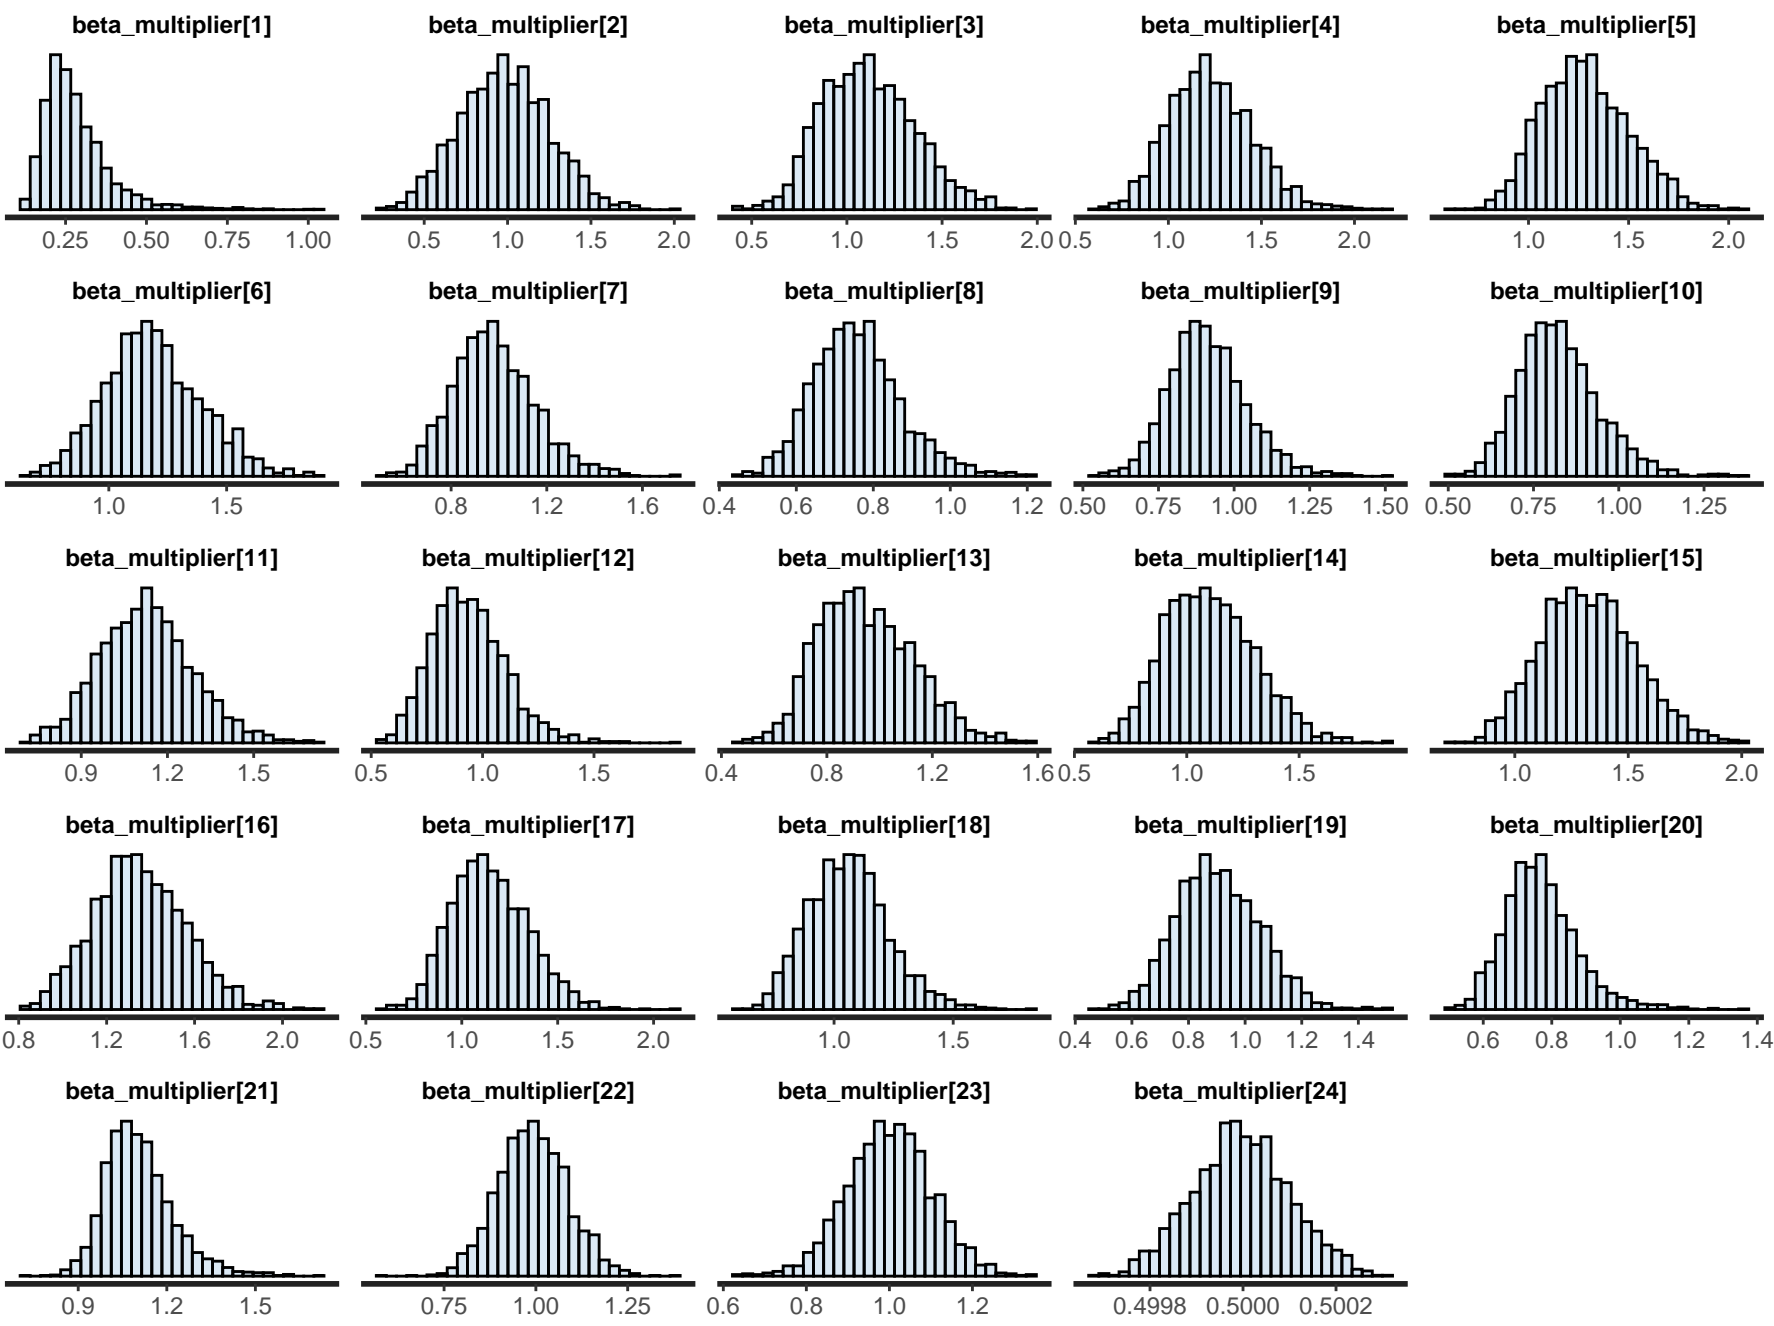 beta_multiplier[1] beta_multiplier[2] beta_multiplier[3] beta_multiplier[4] beta_multiplier[5]
0.25 0.50 0.75 1.00 0.5 1.0 1.5 2.0 0.5 1.0 1.5 2.0 0.5 1.0 1.5 2.0 1.0 1.5 2.0
beta_multiplier[6] beta_multiplier[7] beta_multiplier[8] beta_multiplier[9] beta_multiplier[10]
1.0 1.5 0.8 1.2 1.6 0.4 0.6 0.8 1.0 1.2 0.50 0.75 1.00 1.25 1.50 0.50 0.75 1.00 1.25
beta_multiplier[11] beta_multiplier[12] beta_multiplier[13] beta_multiplier[14] beta_multiplier[15]
0.9 1.2 1.5 0.5 1.0 1.5 0.4 0.8 1.2 1.6 0.5 1.0 1.5 1.0 1.5 2.0
beta_multiplier[16] beta_multiplier[17] beta_multiplier[18] beta_multiplier[19] beta_multiplier[20]
0.8 1.2 1.6 2.0 0.5 1.0 1.5 2.0 1.0 1.5 0.4 0.6 0.8 1.0 1.2 1.4 0.6 0.8 1.0 1.2 1.4
beta_multiplier[21] beta_multiplier[22] beta_multiplier[23] beta_multiplier[24]
0.9 1.2 1.5 0.75 1.00 1.25 0.6 0.8 1.0 1.2 0.4998 0.5000 0.5002